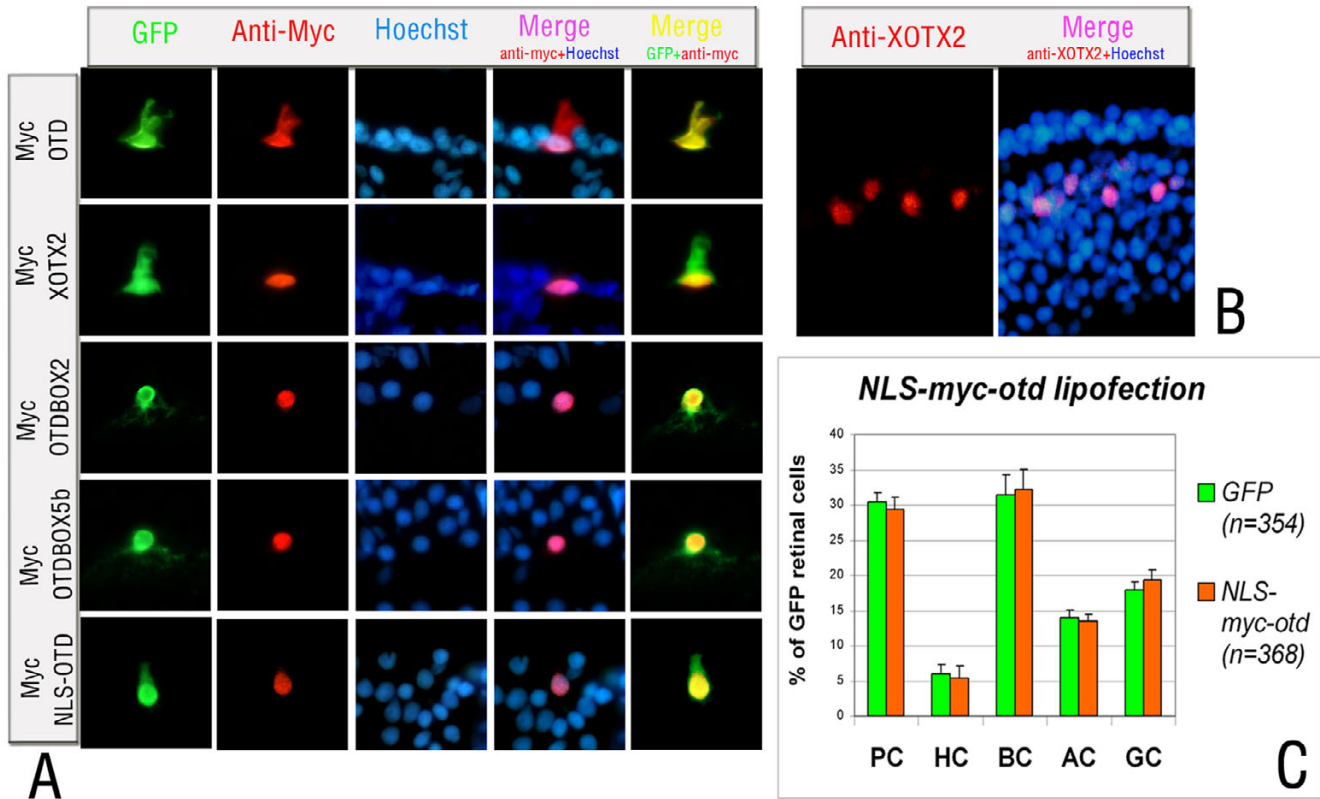 GFP
Anti-Myc
Hoechst
Merge
anti-myc+Hoechst
Merge
GFP+anti-myc
Myc
OTD
Myc
XOTX2
Myc
OTDBOX2
Myc
OTDBOX5b
Myc
NLS-OTD
A
Anti-XOTX2
Merge
anti-XOTX2+Hoechst
B
NLS-myc-otd lipofection
% of GFP retinal cells
40
35
30
25
20
15
10
5
0
PC HC BC AC GC
GFP
(n=354)
NLS-
myc-otd
(n=368)
C